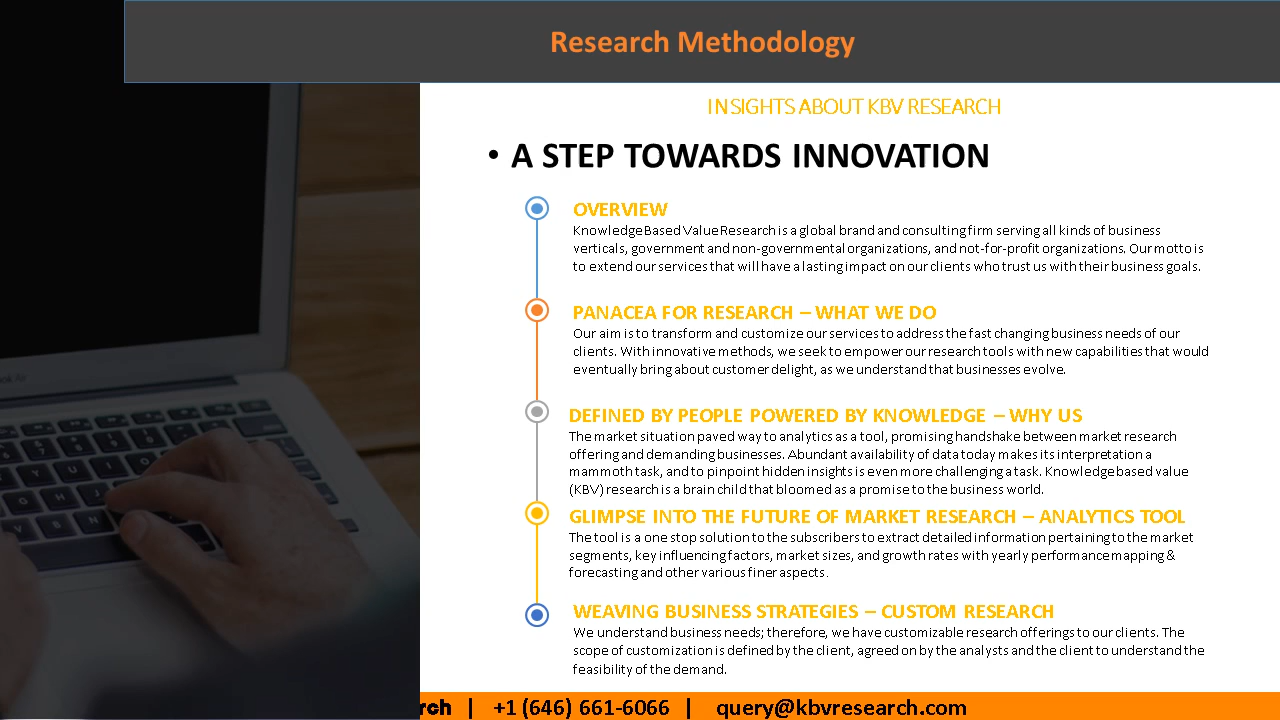 Research Methodology
INSIGHTS ABOUT KBV RESEARCH
• A STEP TOWARDS INNOVATION
OVERVIEW
Knowledge Based Value Research is a global brand and consulting firm serving all kinds of business
verticals, government and non-governmental organizations, and not-for-profit organizations. Our motto is
to extend our services that will have a lasting impact on our clients who trust us with their business goals.
PANACEA FOR RESEARCH – WHAT WE DO
Our aim is to transform and customize our services to address the fast changing business needs of our
clients. With innovative methods, we seek to empower our research tools with new capabilities that would
eventually bring about customer delight, as we understand that businesses evolve.
DEFINED BY PEOPLE POWERED BY KNOWLEDGE – WHY US
The market situation paved way to analytics as a tool, promising handshake between market research
offering and demanding businesses. Abundant availability of data today makes its interpretation a
mammoth task, and to pinpoint hidden insights is even more challenging a task. Knowledge based value
(KBV) research is a brain child that bloomed as a promise to the business world.
GLIMPSE INTO THE FUTURE OF MARKET RESEARCH – ANALYTICS TOOL
The tool is a one stop solution to the subscribers to extract detailed information pertaining to the market
segments, key influencing factors, market sizes, and growth rates with yearly performance mapping &
forecasting and other various finer aspects.
WEAVING BUSINESS STRATEGIES – CUSTOM RESEARCH
We understand business needs; therefore, we have customizable research offerings to our clients. The
scope of customization is defined by the client, agreed on by the analysts and the client to understand the
feasibility of the demand.
rch | +1 (646) 661-6066 | query@kbvresearch.com